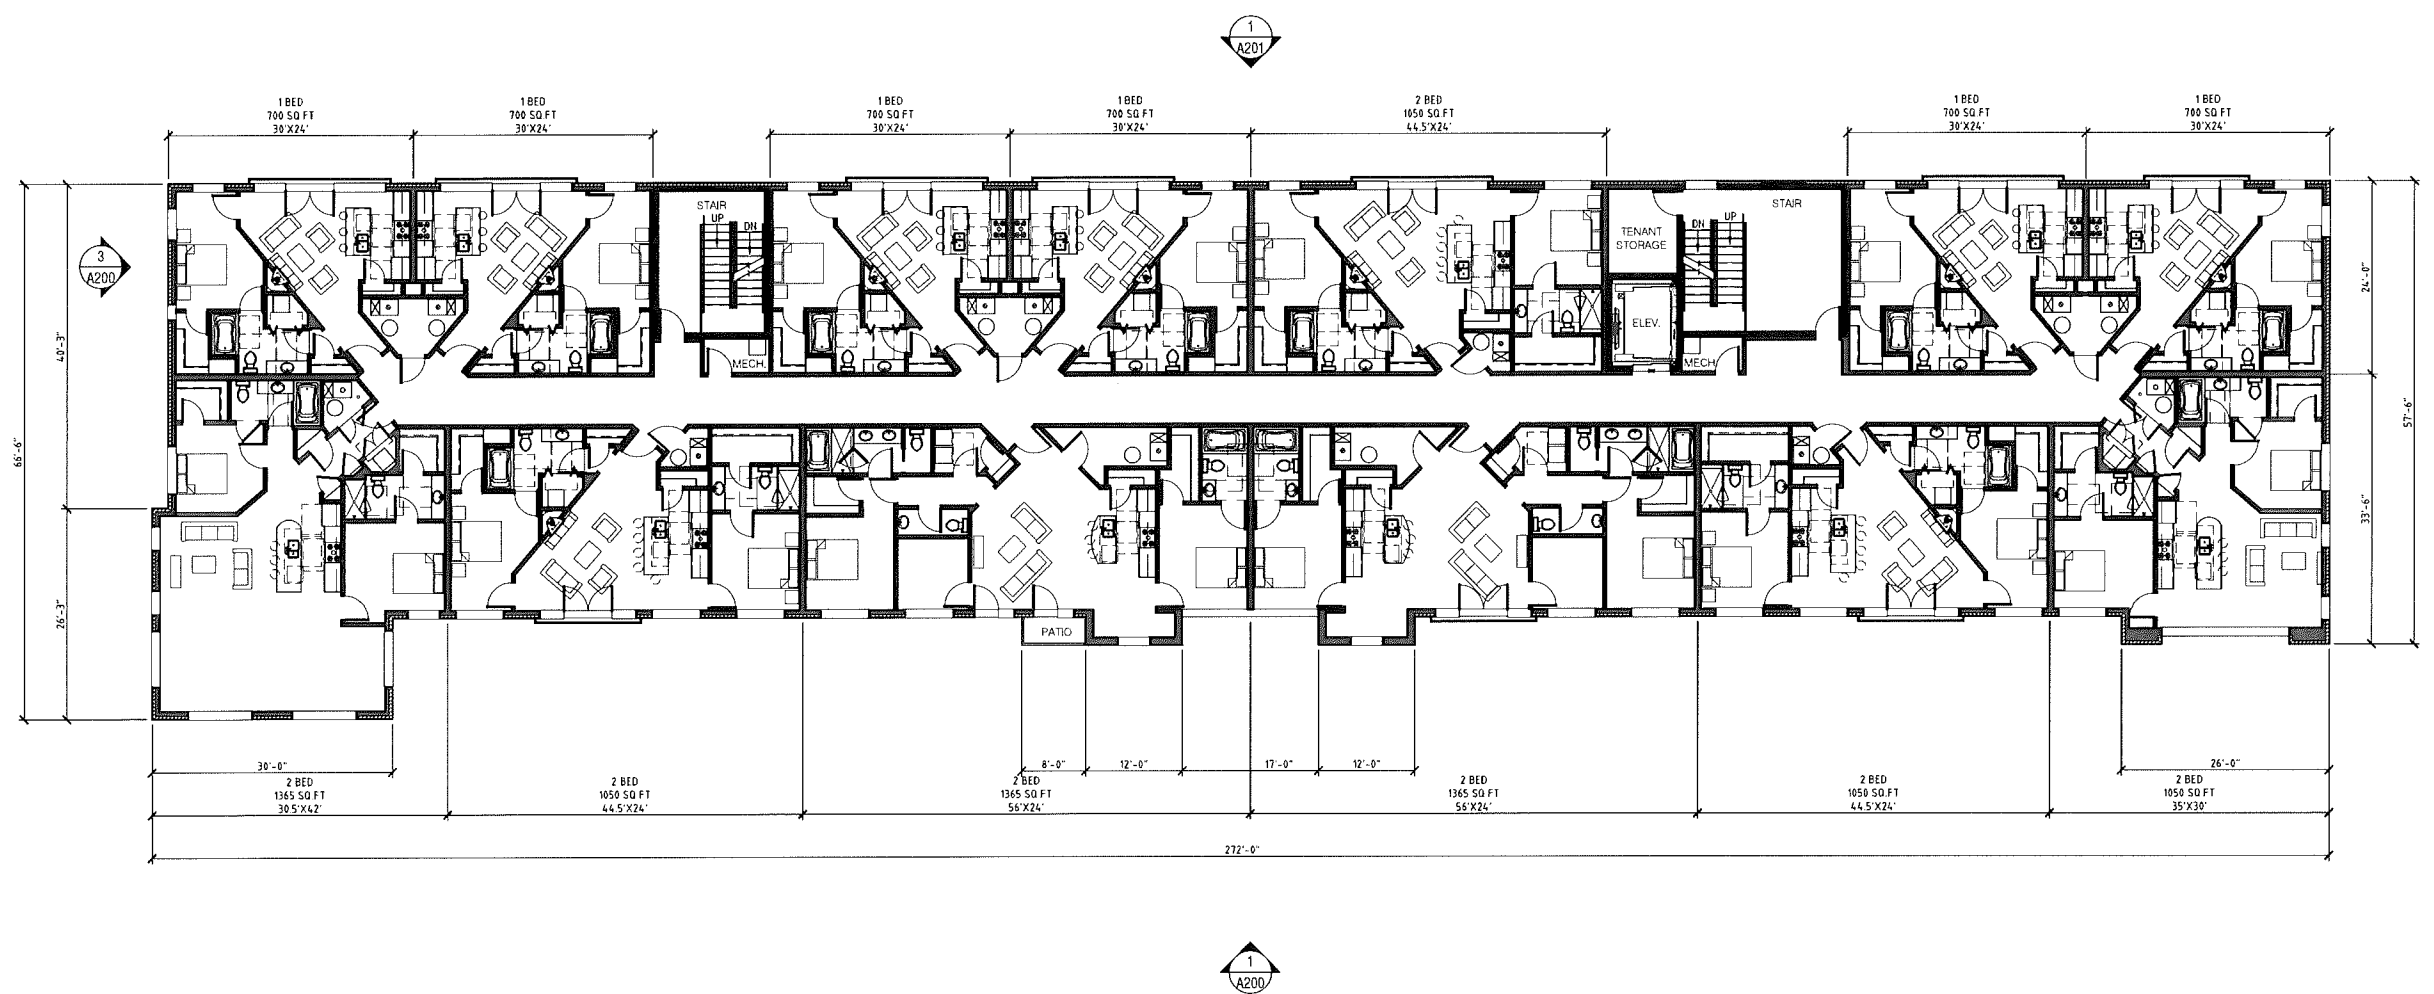 1
A201
1 BED
700 SQ FT
30'X24'
1 BED
700 SQ FT
30'X24'
1 BED
700 SQ FT
30'X24'
1 BED
700 SQ FT
30'X24'
2 BED
1050 SQ FT
44.5'X24'
1 BED
700 SQ FT
30'X24'
1 BED
700 SQ FT
30'X24'
STAIR
UP
DN
MECH.
TENANT
STORAGE
STAIR
DN
UP
ELEV.
MECH.
3
A200
66'-6"
40'-3"
26'-3"
24'-0"
33'-6"
57'-6"
PATIO
30'-0"
8'-0"
12'-0"
17'-0"
12'-0"
26'-0"
2 BED
1365 SQ FT
30.5'X42'
2 BED
1050 SQ FT
44.5'X24'
2 BED
1365 SQ FT
56'X24'
2 BED
1365 SQ FT
56'X24'
2 BED
1050 SQ.FT
44.5'X24'
2 BED
1050 SQ FT
35'X30'
272'-0"
1
A200